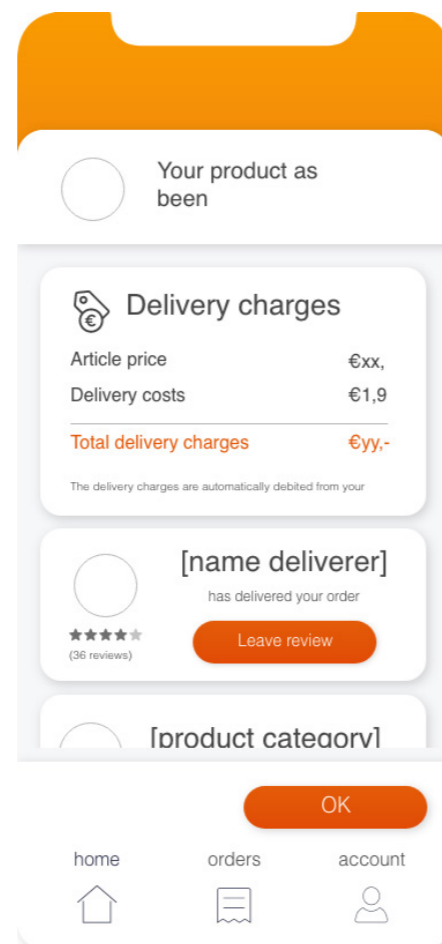 Your product as
been
Delivery charges
Article price €xx,
Delivery costs €1,9
Total delivery charges €yy,-
The delivery charges are automatically debited from your
[name deliverer]
has delivered your order
(36 reviews)
Leave review
[product category]
OK
home orders account